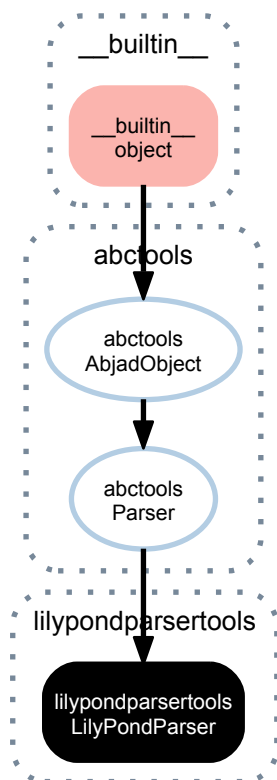 __builtin__
__builtin__
object
abctools
abctools
AbjadObject
abctools
Parser
lilypondparsertools
lilypondparsertools
LilyPondParser